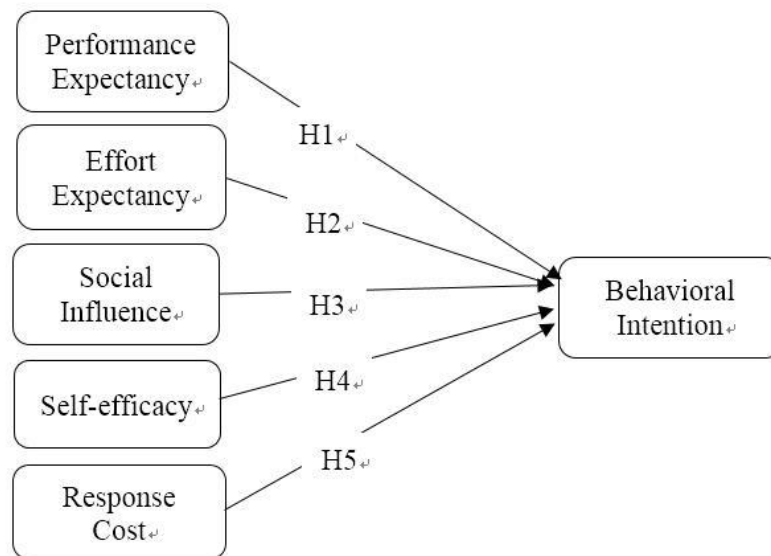 Performance
Expectancy
H1
Effort
Expectancy
H2
Social
Influence
H3
Behavioral
Intention
Self-efficacy
H4
Response
Cost
H5